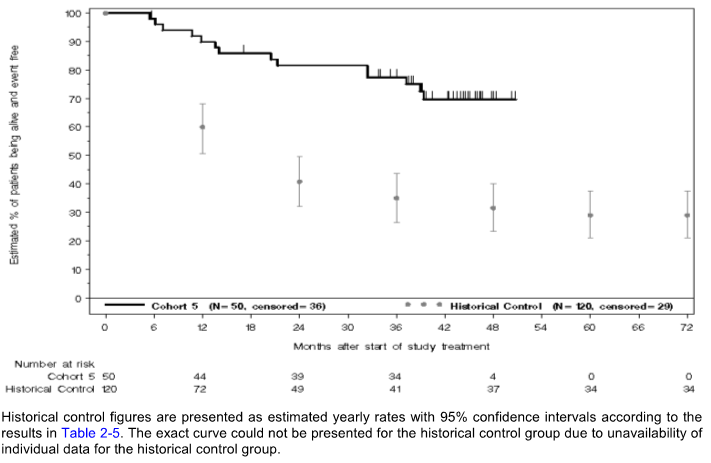 Estimated % of patients being alive and event free
100
90
80
70
60
50
40
30
20
10
0
Cohort 5 (N= 50, censored= 36)
Historical Control (N= 120, censored= 29)
0 6 12 18 24 30 36 42 48 54 60 66 72
Months after start of study treatment
Number at risk
Cohort 5 50 44 39 34 4 0 0
Historical Control 120 72 49 41 37 34 34
Historical control figures are presented as estimated yearly rates with 95% confidence intervals according to the
results in Table 2-5. The exact curve could not be presented for the historical control group due to unavailability of
individual data for the historical control group.